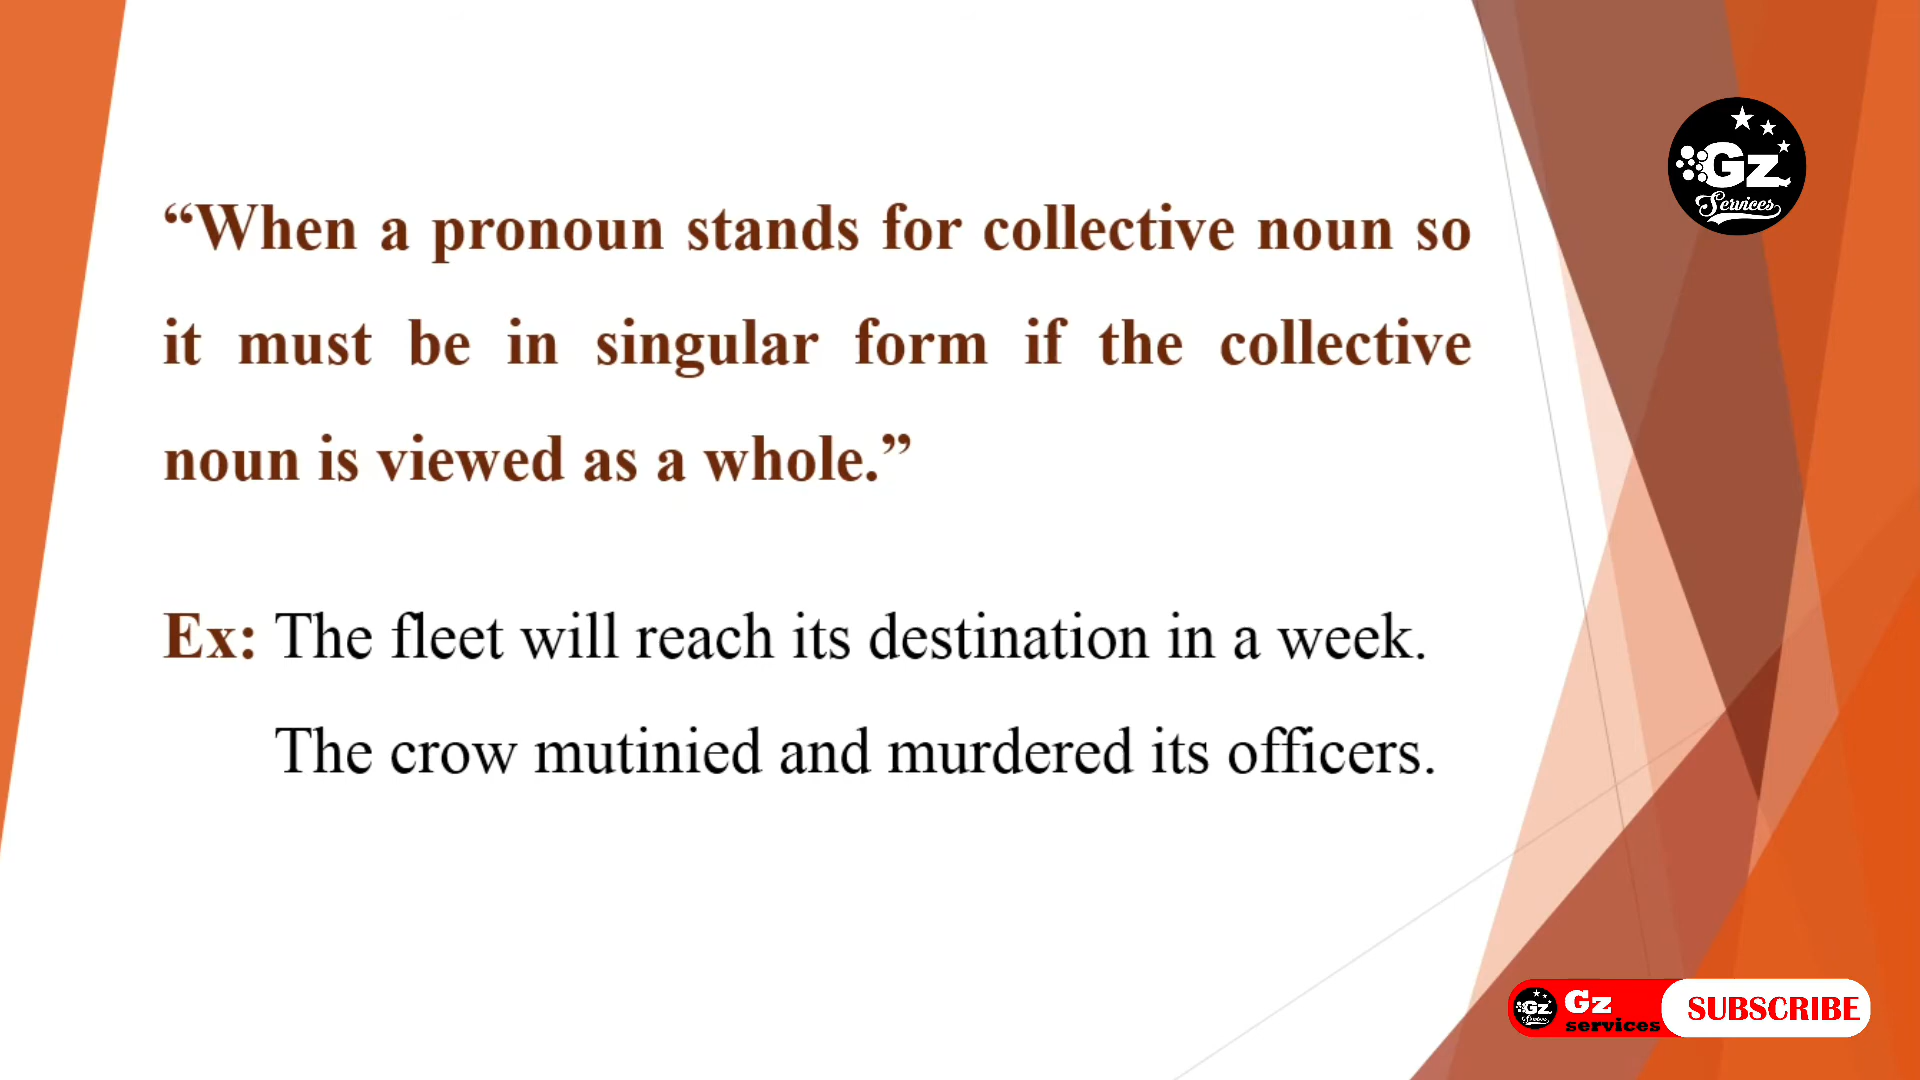 “When a pronoun stands for collective noun so
it must be in singular form if the collective
noun is viewed as a whole.”
Ex: The fleet will reach its destination in a week.
The crow mutinied and murdered its officers.
Gz
Services
Gz
services
SUBSCRIBE